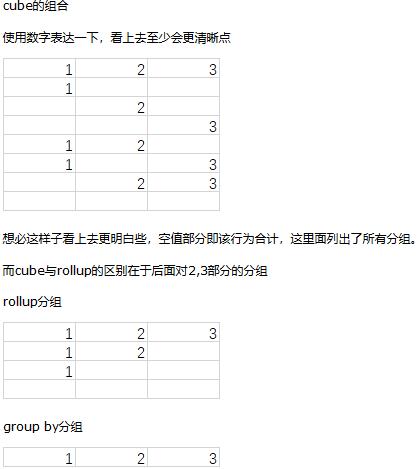 cube的组合
使用数字表达一下，看上去至少会更清晰点
1 2 3
1
2
3
1 2
1 3
2 3
想必这样子看上去更明白些，空值部分即该行为合计，这里面列出了所有分组。
而cube与rollup的区别在于后面对2,3部分的分组
rollup分组
1 2 3
1 2
1
group by分组
1 2 3